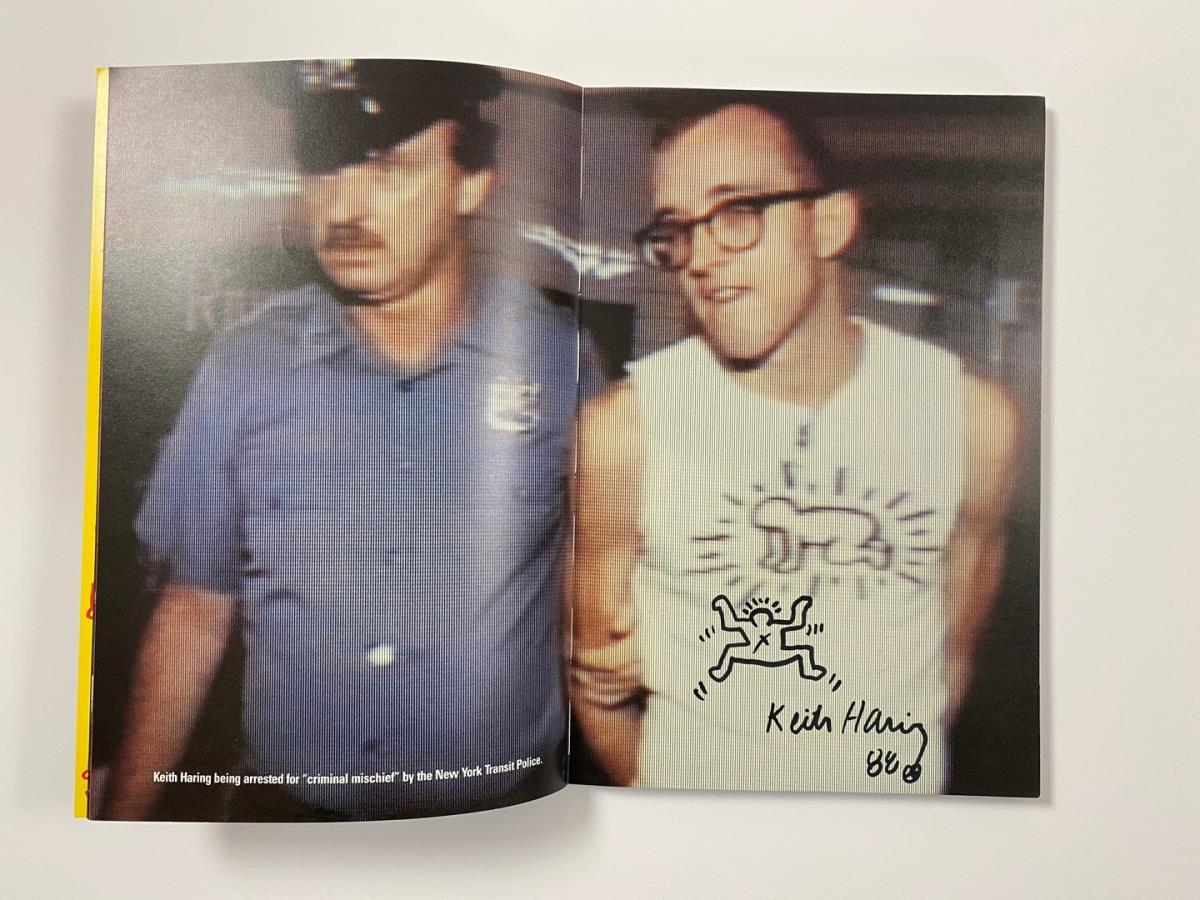 Keith Haring being arrested for "criminal mischief" by the New York Transit Police.
Keith Haring
88